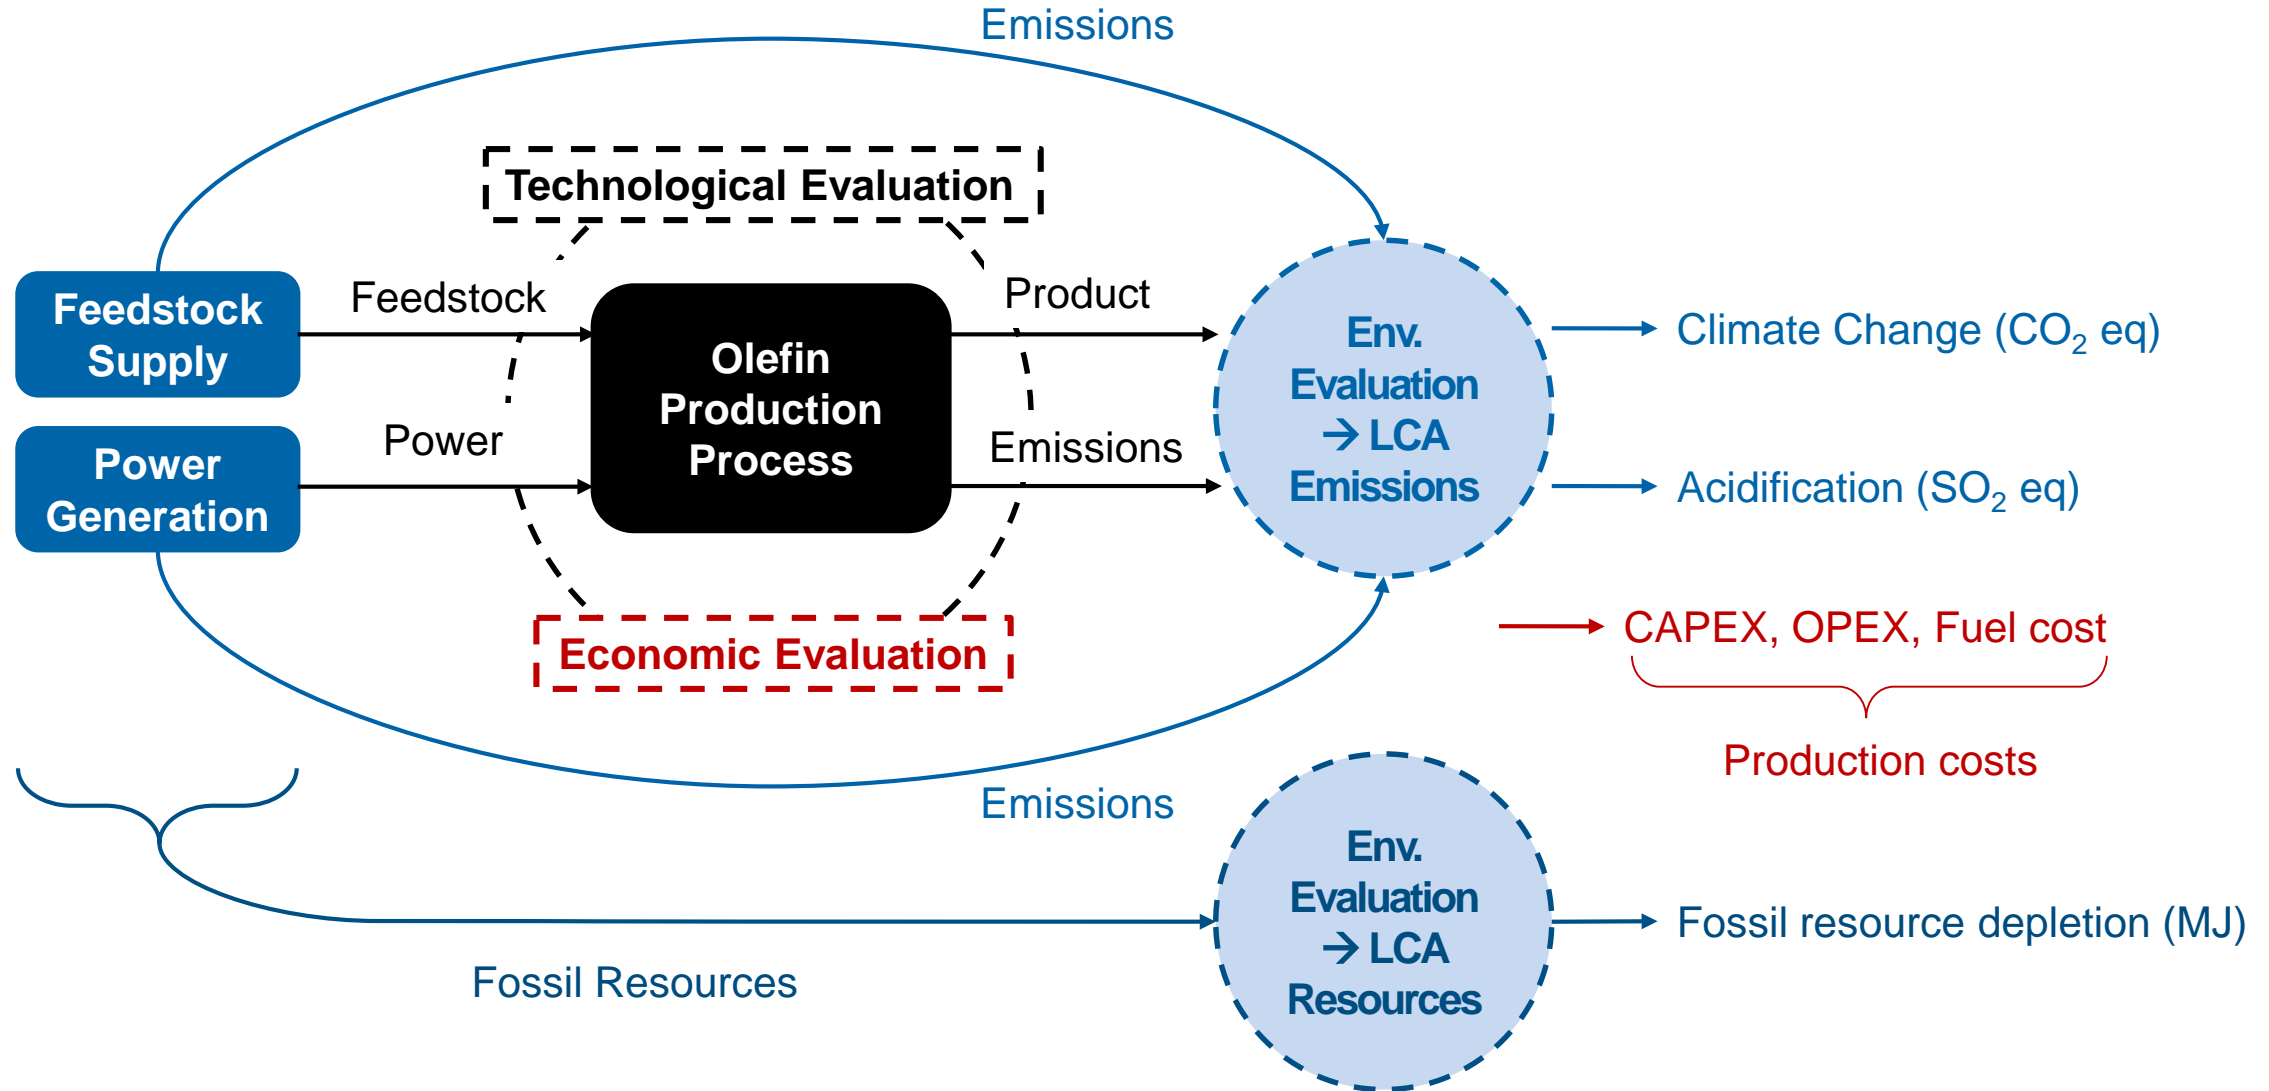 Emissions
Technological Evaluation
Feedstock
Supply
Feedstock
Product
Olefin
Production
Process
Power
Generation
Power
Emissions
Env.
Evaluation
→ LCA
Emissions
Climate Change (CO₂ eq)
Acidification (SO₂ eq)
Economic Evaluation
CAPEX, OPEX, Fuel cost
Production costs
Emissions
Fossil Resources
Env.
Evaluation
→ LCA
Resources
Fossil resource depletion (MJ)